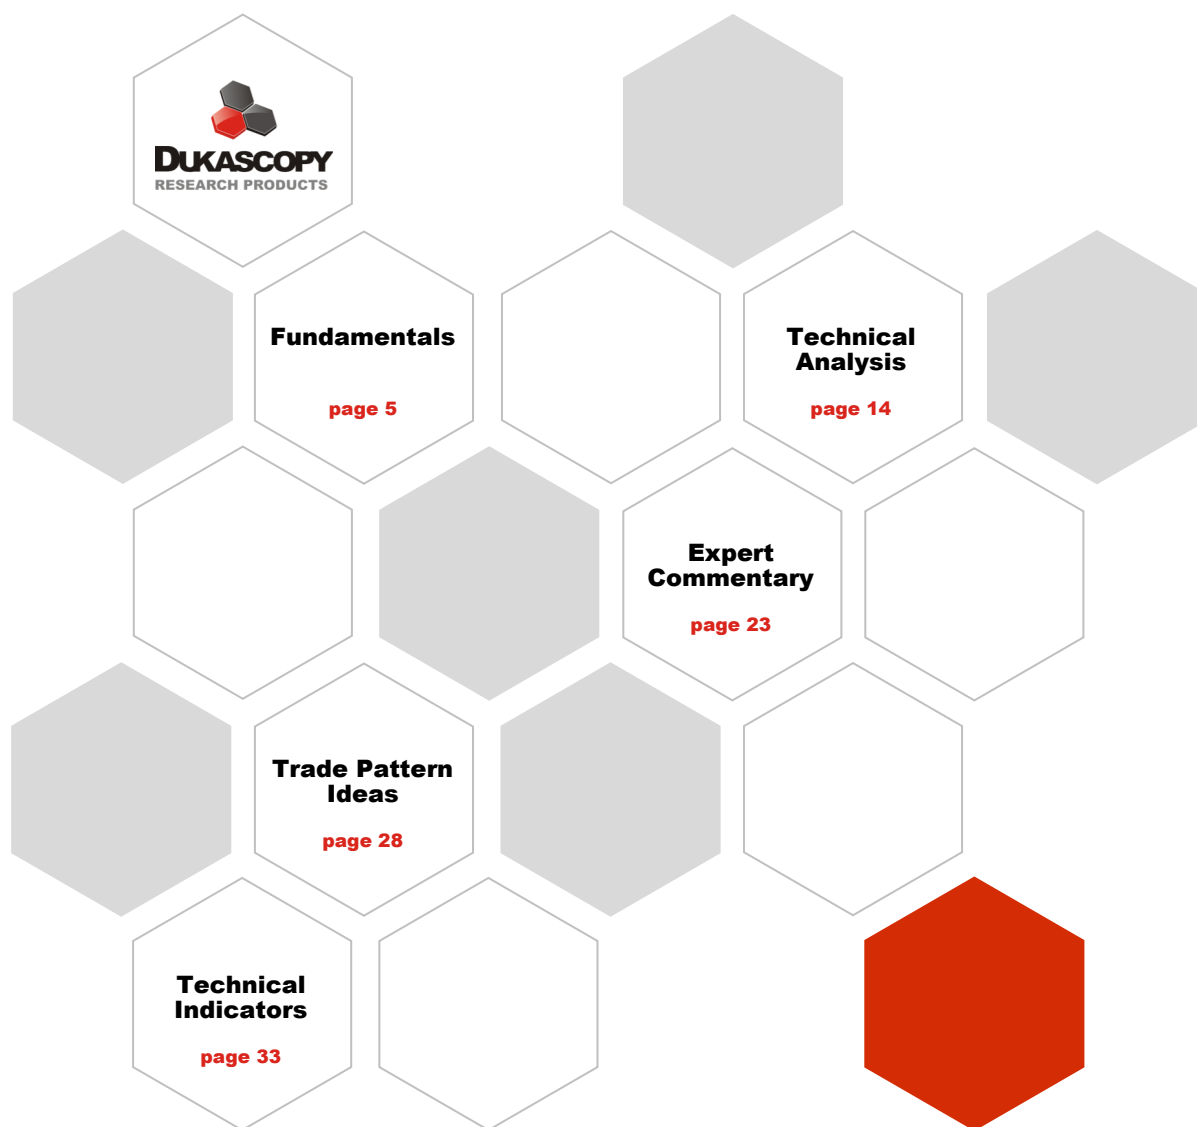 DUKASCOPY
RESEARCH PRODUCTS
Fundamentals
page 5
Technical
Analysis
page 14
Expert
Commentary
page 23
Trade Pattern
Ideas
page 28
Technical
Indicators
page 33